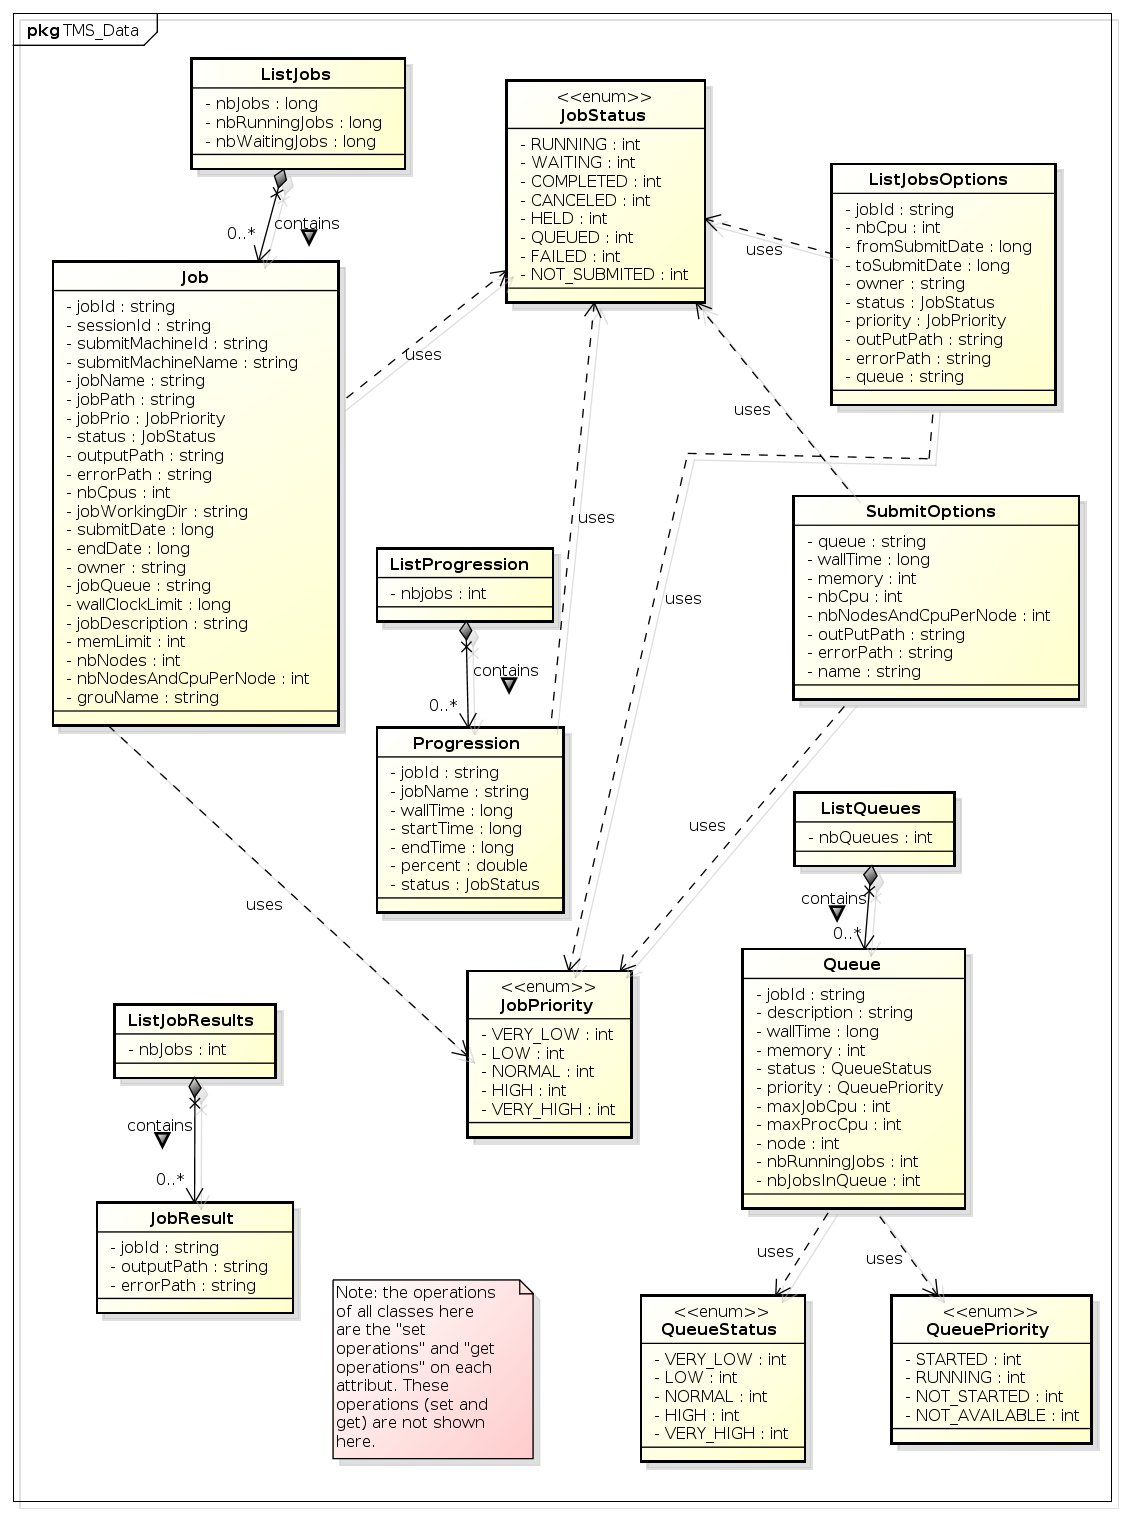 pkg TMS_Data
ListJobs
- nbJobs : long
- nbRunningJobs : long
- nbWaitingJobs : long
contains
0..*
Job
- jobId : string
- sessionId : string
- submitMachineId : string
- submitMachineName : string
- jobName : string
- jobPath : string
- jobPrio : JobPriority
- status : JobStatus
- outputPath : string
- errorPath : string
- nbCpus : int
- jobWorkingDir : string
- submitDate : long
- endDate : long
- owner : string
- jobQueue : string
- wallClockLimit : long
- jobDescription : string
- memLimit : int
- nbNodes : int
- nbNodesAndCpuPerNode : int
- grouName : string
<<enum>>
JobStatus
- RUNNING : int
- WAITING : int
- COMPLETED : int
- CANCELED : int
- HELD : int
- QUEUED : int
- FAILED : int
- NOT_SUBMITED : int
ListJobsOptions
- jobId : string
- nbCpu : int
- fromSubmitDate : long
- toSubmitDate : long
- owner : string
- status : JobStatus
- priority : JobPriority
- outPutPath : string
- errorPath : string
- queue : string
uses
uses
uses
uses
uses
SubmitOptions
- queue : string
- wallTime : long
- memory : int
- nbCpu : int
- nbNodesAndCpuPerNode : int
- outPutPath : string
- errorPath : string
- name : string
ListProgression
- nbjobs : int
contains
0..*
Progression
- jobId : string
- jobName : string
- wallTime : long
- startTime : long
- endTime : long
- percent : double
- status : JobStatus
uses
uses
ListQueues
- nbQueues : int
contains
0..*
Queue
- jobId : string
- description : string
- wallTime : long
- memory : int
- status : QueueStatus
- priority : QueuePriority
- maxJobCpu : int
- maxProcCpu : int
- node : int
- nbRunningJobs : int
- nbJobsInQueue : int
<<enum>>
JobPriority
- VERY_LOW : int
- LOW : int
- NORMAL : int
- HIGH : int
- VERY_HIGH : int
ListJobResults
- nbJobs : int
contains
0..*
JobResult
- jobId : string
- outputPath : string
- errorPath : string
Note: the operations
of all classes here
are the "set
operations" and "get
operations" on each
attribut. These
operations (set and
get) are not shown
here.
uses
uses
<<enum>>
QueueStatus
- VERY_LOW : int
- LOW : int
- NORMAL : int
- HIGH : int
- VERY_HIGH : int
<<enum>>
QueuePriority
- STARTED : int
- RUNNING : int
- NOT_STARTED : int
- NOT_AVAILABLE : int